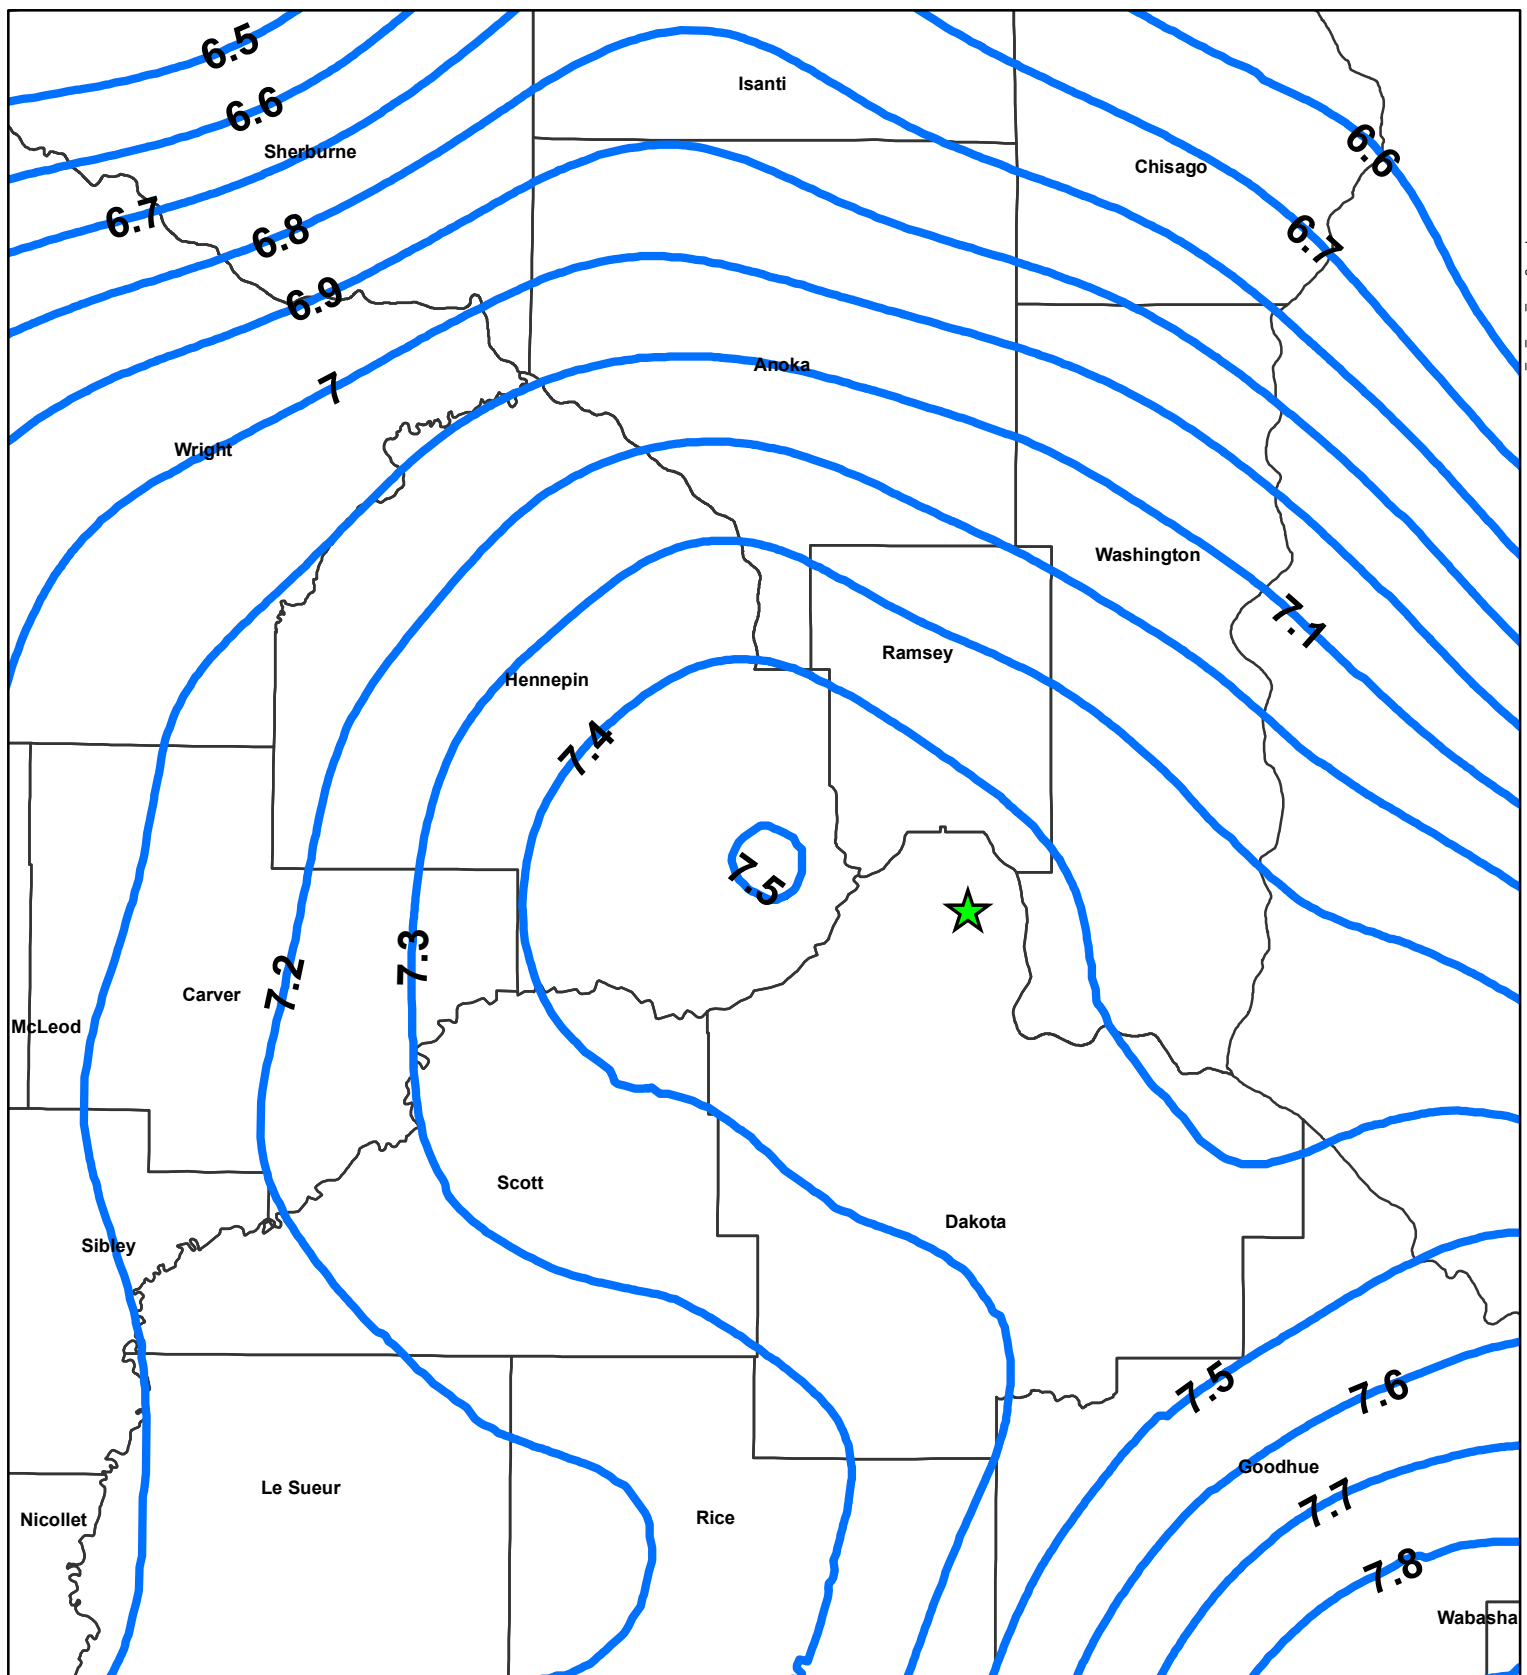 6.5
Isanti
6.6
Sherburne
6.6
Chisago
6.7
6.8
6.7
6.9
Anoka
7
Wright
Washington
7.1
Ramsey
Hennepin
7.4
7.5
7.3
7.2
Carver
McLeod
Scott
Dakota
Sibley
7.5
7.6
Goodhue
Le Sueur
7.7
Nicollet
Rice
7.8
Wabasha